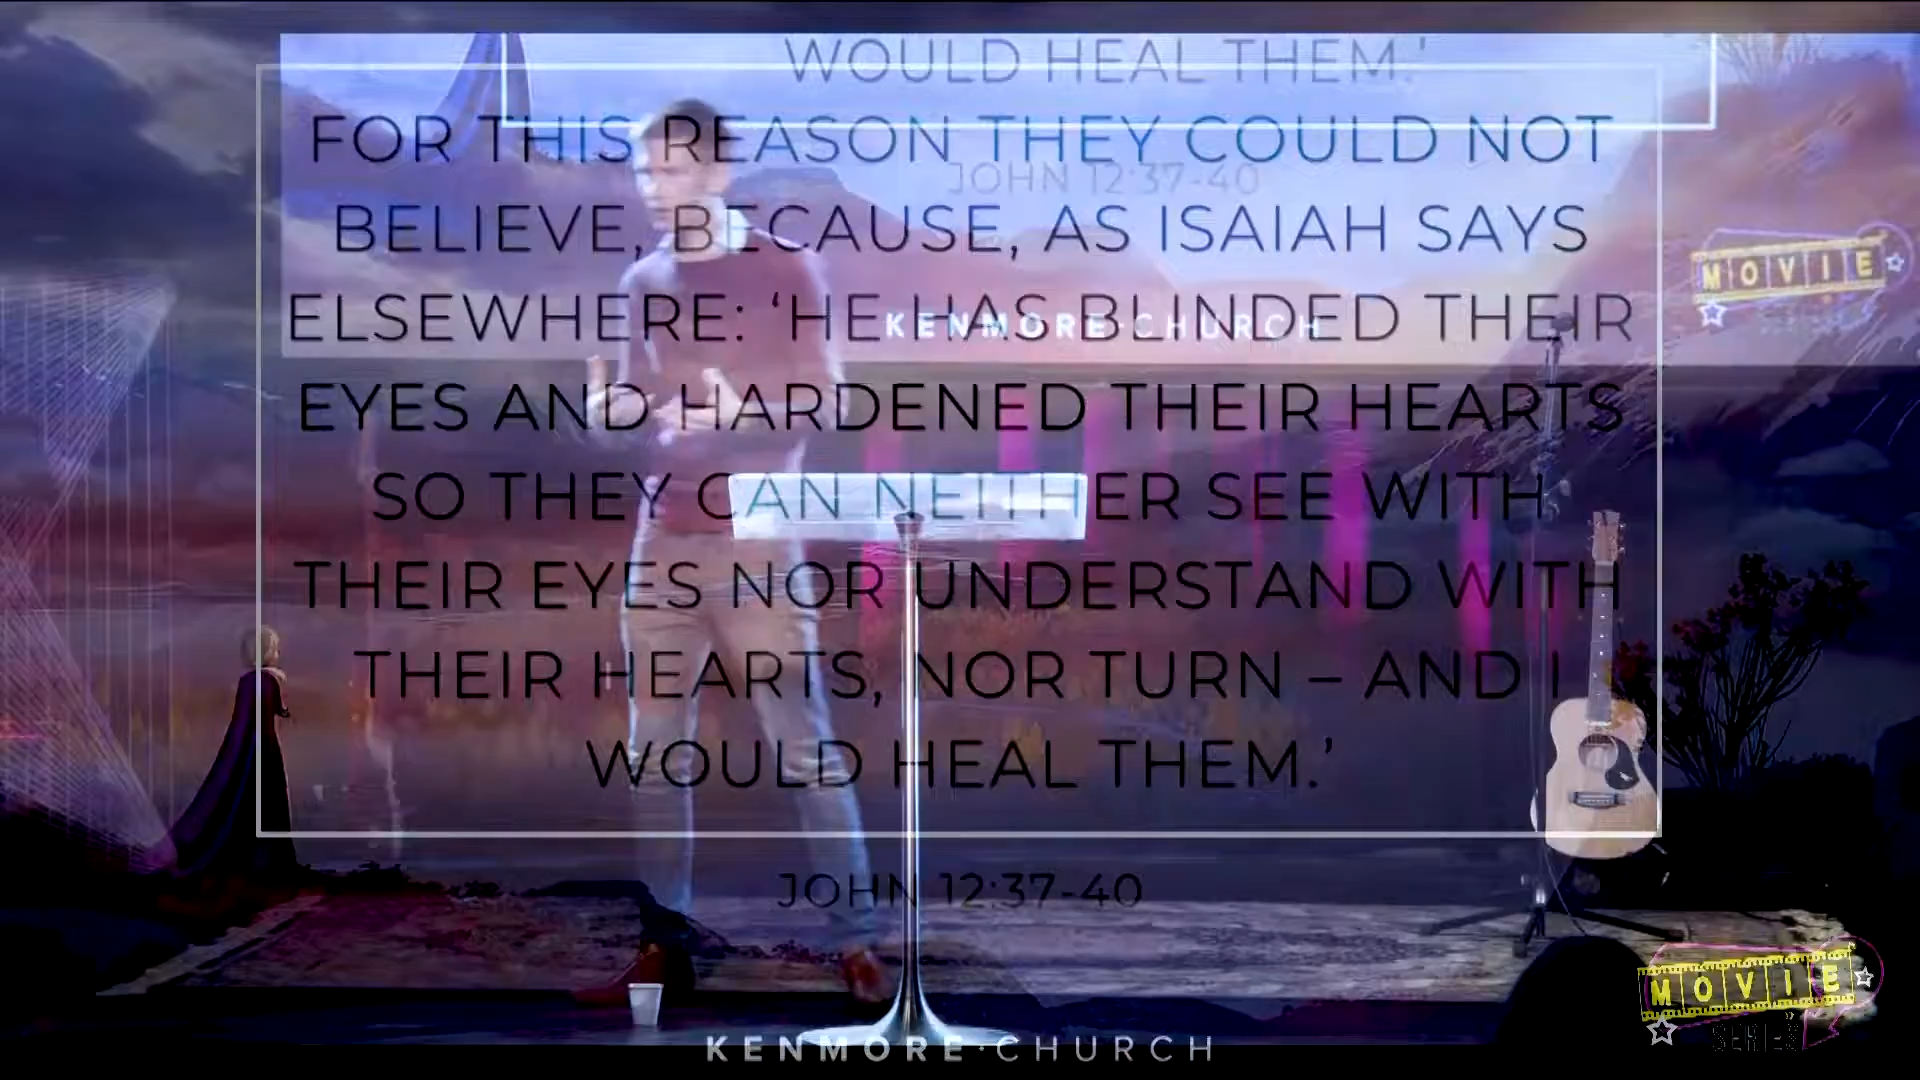 WOULD HEAL THEM.'
JOHN 12:37-40
KENMORE·CHURCH
MOVIE
FOR THIS REASON THEY COULD NOT
BELIEVE, BECAUSE, AS ISAIAH SAYS
ELSEWHERE: ‘HE HAS BLINDED THEIR
EYES AND HARDENED THEIR HEARTS
SO THEY CAN NEITHER SEE WITH
THEIR EYES NOR UNDERSTAND WITH
THEIR HEARTS, NOR TURN – AND I
WOULD HEAL THEM.’
JOHN 12:37-40
KENMORE·CHURCH
MOVIE
SERIES